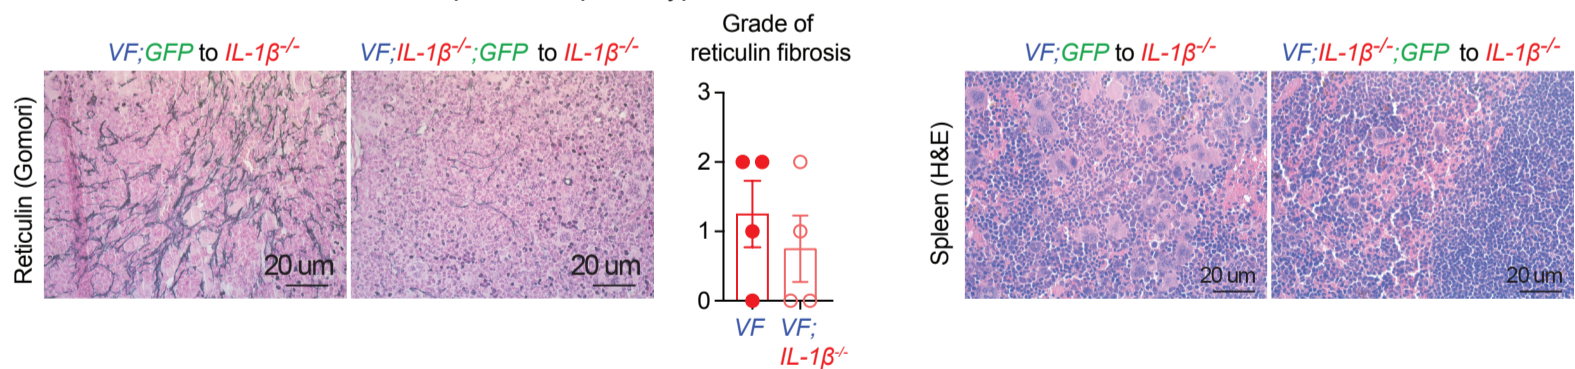 VF;GFP to IL-1β-/-
VF;IL-1β-/-;GFP to IL-1β-/-
Reticulin (Gomori)
20 um
20 um
Grade of
reticulin fibrosis
3
2
1
0
VF
VF;
IL-1β-/-
VF;GFP to IL-1β-/-
VF;IL-1β-/-;GFP to IL-1β-/-
Spleen (H&E)
20 um
20 um